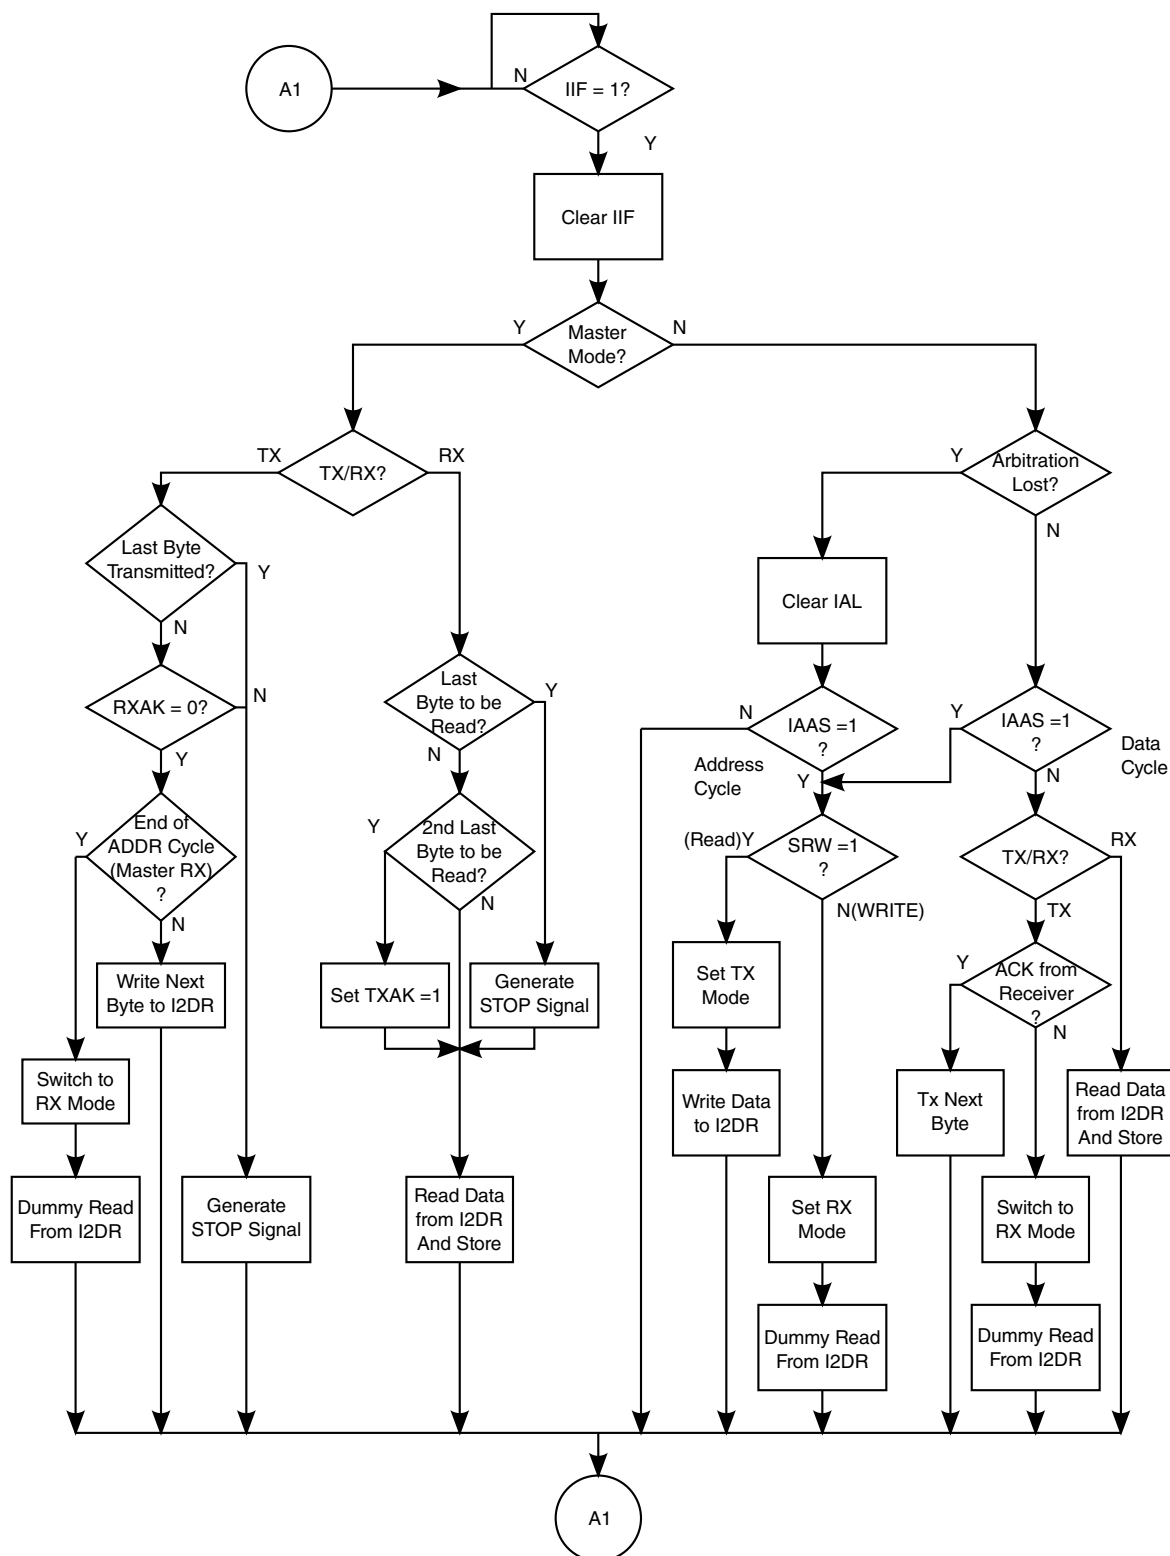 A1
N
IIF = 1?
Y
Clear IIF
Y
Master
Mode?
N
TX
TX/RX?
RX
Y
Arbitration
Lost?
N
Last Byte
Transmitted?
Y
N
Clear IAL
RXAK = 0?
N
Y
Last
Byte to be
Read?
Y
N
N
IAAS =1
?
Address
Cycle
Y
Y
IAAS =1
?
Data
Cycle
N
Y
End of
ADDR Cycle
(Master RX)
?
N
Y
2nd Last
Byte to be
Read?
N
(Read)Y
SRW =1
?
N(WRITE)
TX/RX?
RX
TX
Write Next
Byte to I2DR
Set TXAK =1
Generate
STOP Signal
Set TX
Mode
Y
ACK from
Receiver
?
N
Switch to
RX Mode
Write Data
to I2DR
Tx Next
Byte
Read Data
from I2DR
And Store
Dummy Read
From I2DR
Generate
STOP Signal
Read Data
from I2DR
And Store
Set RX
Mode
Switch to
RX Mode
Dummy Read
From I2DR
Dummy Read
From I2DR
A1